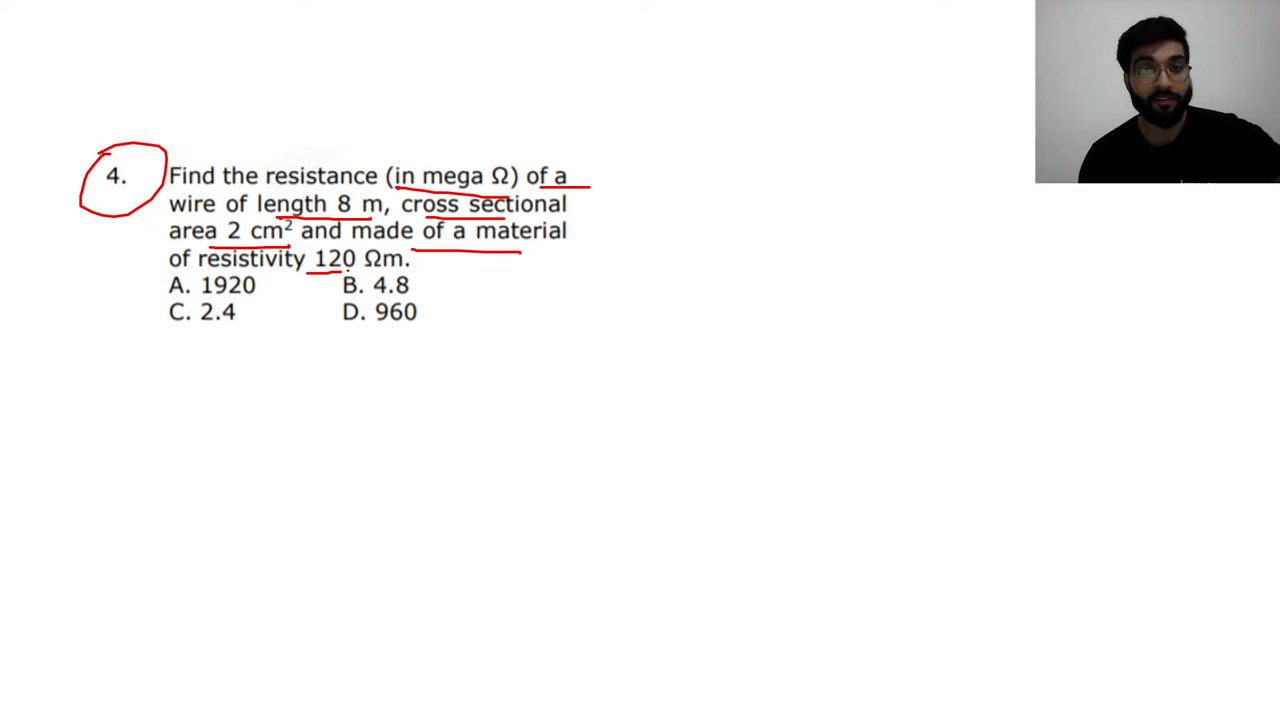 4. Find the resistance (in mega Ω) of a
wire of length 8 m, cross sectional
area 2 cm² and made of a material
of resistivity 120 Ωm.
A. 1920 B. 4.8
C. 2.4 D. 960